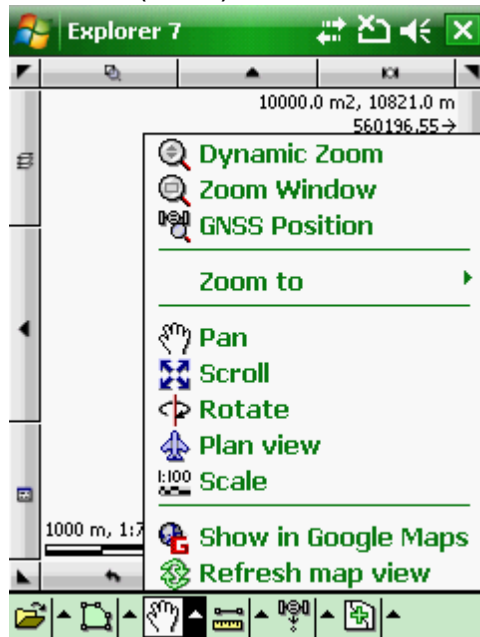 Explorer 7
10000.0 m2, 10821.0 m
560196.55
Dynamic Zoom
Zoom Window
GNSS Position
Zoom to
Pan
Scroll
Rotate
Plan view
1:100 Scale
1000 m, 1:7
Show in Google Maps
Refresh map view